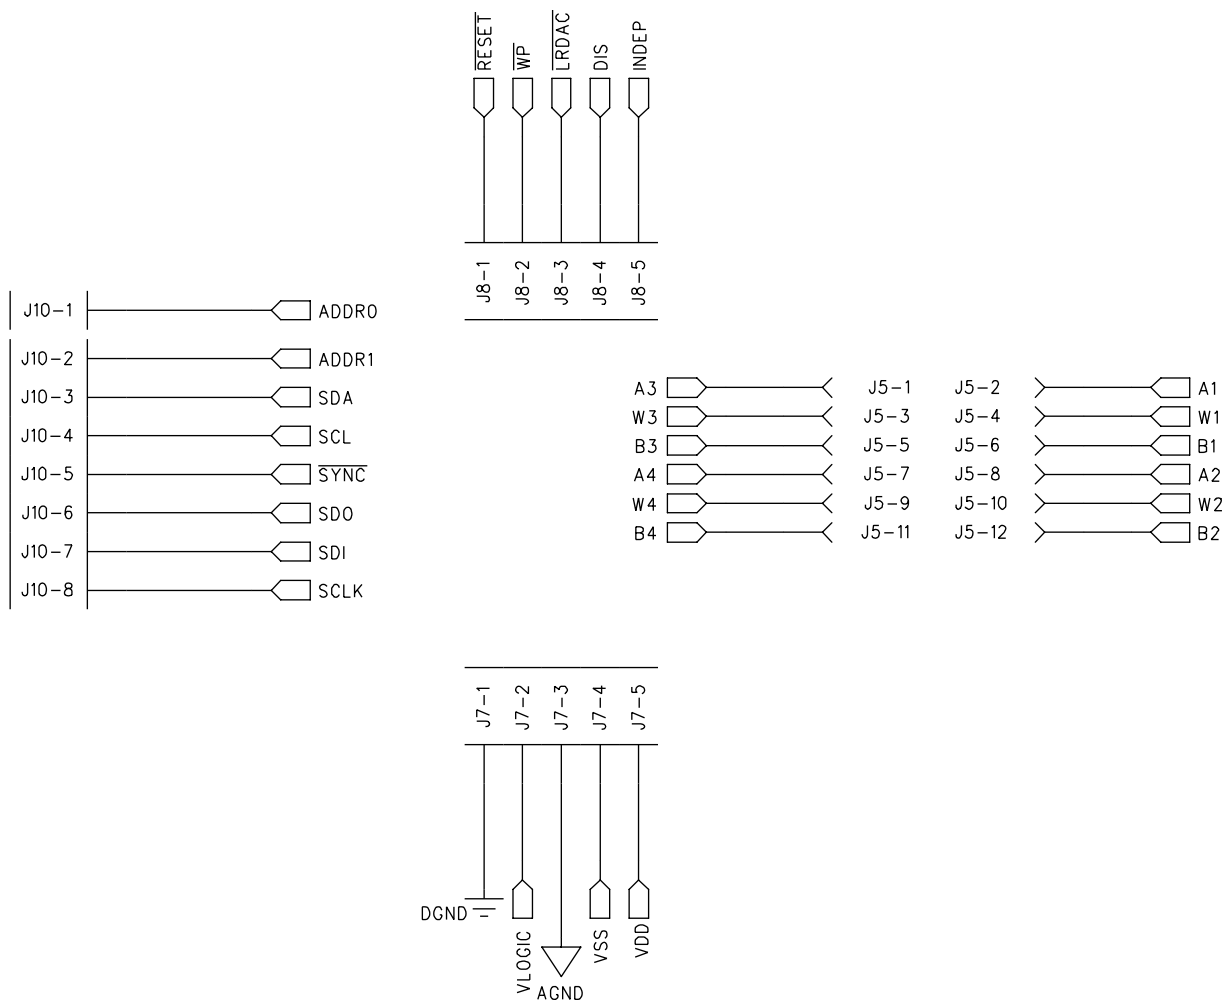 RESET
WP
LRDAC
DIS
INDEP
J8-1
J8-2
J8-3
J8-4
J8-5
J10-1 ADDR0
J10-2 ADDR1
J10-3 SDA
J10-4 SCL
J10-5 SYNC
J10-6 SDO
J10-7 SDI
J10-8 SCLK
A3 J5-1 J5-2 A1
W3 J5-3 J5-4 W1
B3 J5-5 J5-6 B1
A4 J5-7 J5-8 A2
W4 J5-9 J5-10 W2
B4 J5-11 J5-12 B2
J7-1
J7-2
J7-3
J7-4
J7-5
DGND
VLOGIC
AGND
VSS
VDD